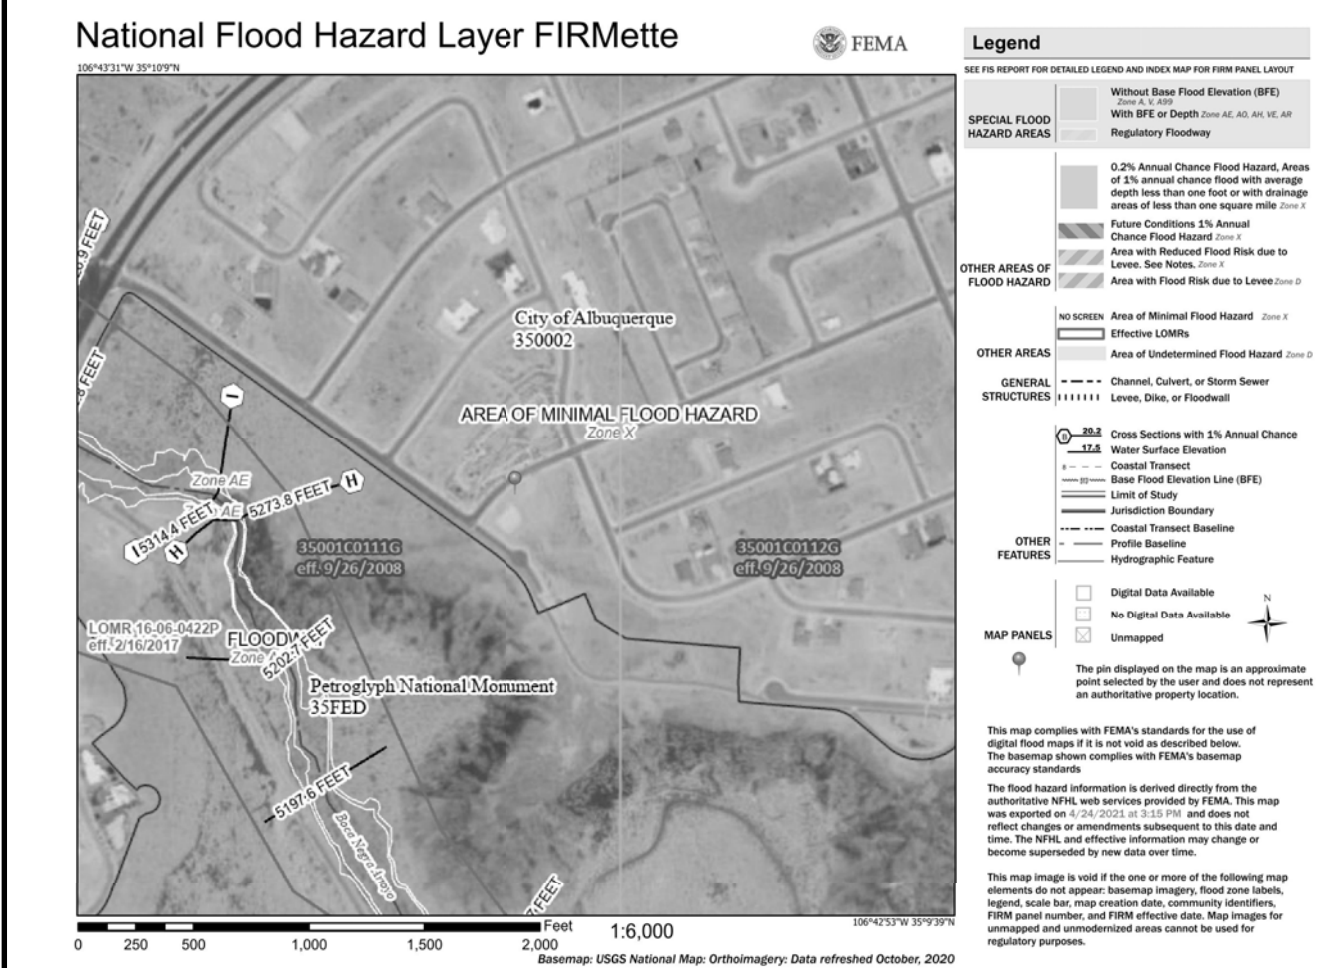 National Flood Hazard Layer FIRMette
FEMA
106°43'31"W 35°10'9"N
.9 FEET
FEET
City of Albuquerque
350002
AREA OF MINIMAL FLOOD HAZARD
Zone X
I
Zone AE
H
5273.8 FEET
AE
I 5314.4 FEET
H
35001C0111G
eff. 9/26/2008
35001C0112G
eff. 9/26/2008
LOMR 16-06-0422P
eff. 2/16/2017
FLOODW
Zone
5202.7 FEET
Petroglyph National Monument
35FED
5197.6 FEET
Boca Negra Arroyo
FEET
106°42'53"W 35°9'39"N
0 250 500 1,000 1,500 2,000
Feet
1:6,000
Basemap: USGS National Map: Orthoimagery: Data refreshed October, 2020
Legend
SEE FIS REPORT FOR DETAILED LEGEND AND INDEX MAP FOR FIRM PANEL LAYOUT
SPECIAL FLOOD
HAZARD AREAS
Without Base Flood Elevation (BFE)
Zone A, V, A99
With BFE or Depth Zone AE, AO, AH, VE, AR
Regulatory Floodway
OTHER AREAS OF
FLOOD HAZARD
0.2% Annual Chance Flood Hazard, Areas
of 1% annual chance flood with average
depth less than one foot or with drainage
areas of less than one square mile Zone X
Future Conditions 1% Annual
Chance Flood Hazard Zone X
Area with Reduced Flood Risk due to
Levee. See Notes. Zone X
Area with Flood Risk due to Levee Zone D
OTHER AREAS
NO SCREEN Area of Minimal Flood Hazard Zone X
Effective LOMRs
Area of Undetermined Flood Hazard Zone D
GENERAL
STRUCTURES
Channel, Culvert, or Storm Sewer
Levee, Dike, or Floodwall
OTHER
FEATURES
B 20.2 Cross Sections with 1% Annual Chance
17.5 Water Surface Elevation
Coastal Transect
Base Flood Elevation Line (BFE)
Limit of Study
Jurisdiction Boundary
Coastal Transect Baseline
Profile Baseline
Hydrographic Feature
MAP PANELS
Digital Data Available
No Digital Data Available
Unmapped
N
The pin displayed on the map is an approximate
point selected by the user and does not represent
an authoritative property location.
This map complies with FEMA's standards for the use of
digital flood maps if it is not void as described below.
The basemap shown complies with FEMA's basemap
accuracy standards
The flood hazard information is derived directly from the
authoritative NFHL web services provided by FEMA. This map
was exported on 4/24/2021 at 3:15 PM and does not
reflect changes or amendments subsequent to this date and
time. The NFHL and effective information may change or
become superseded by new data over time.
This map image is void if the one or more of the following map
elements do not appear: basemap imagery, flood zone labels,
legend, scale bar, map creation date, community identifiers,
FIRM panel number, and FIRM effective date. Map images for
unmapped and unmodernized areas cannot be used for
regulatory purposes.